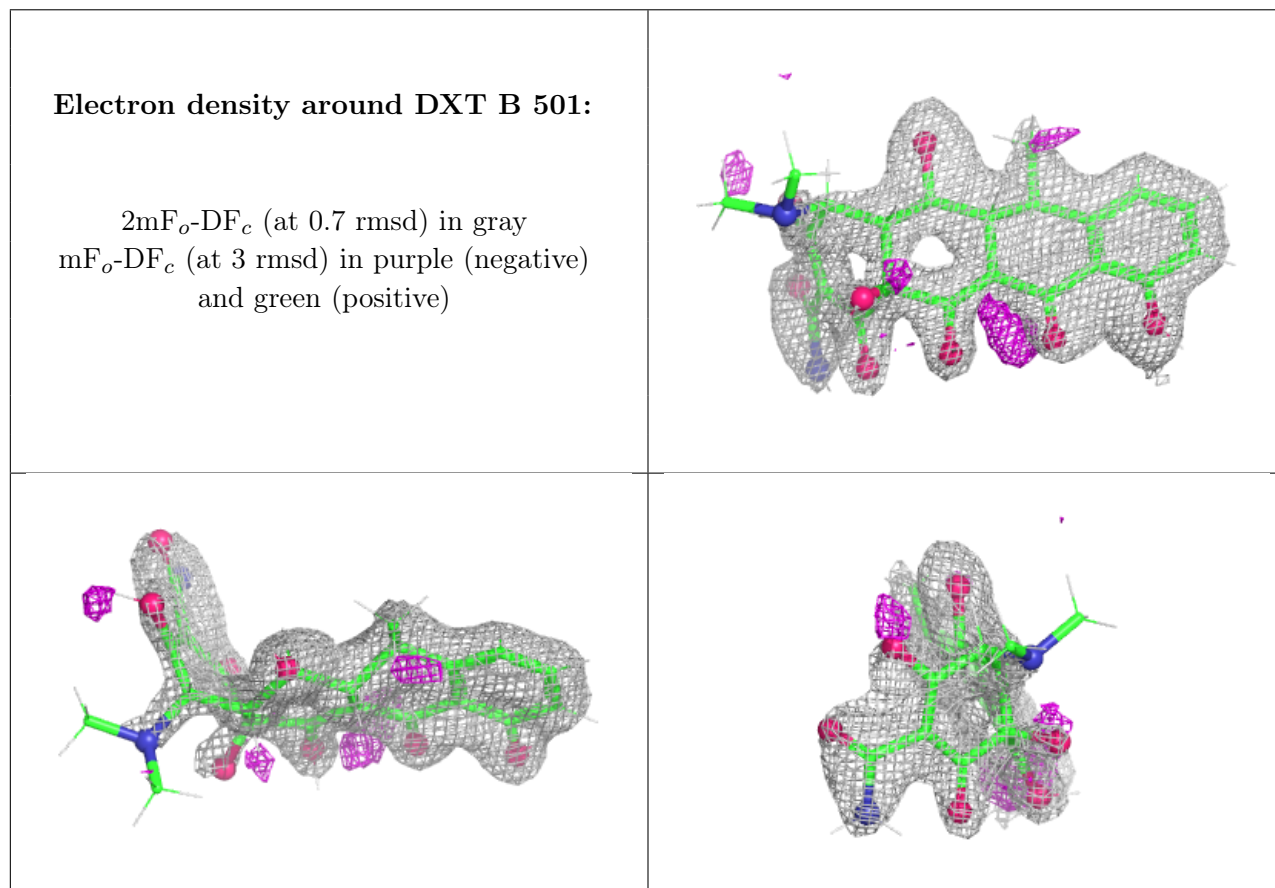 Electron density around DXT B 501:
2mFo-DFc (at 0.7 rmsd) in gray
mFo-DFc (at 3 rmsd) in purple (negative)
and green (positive)